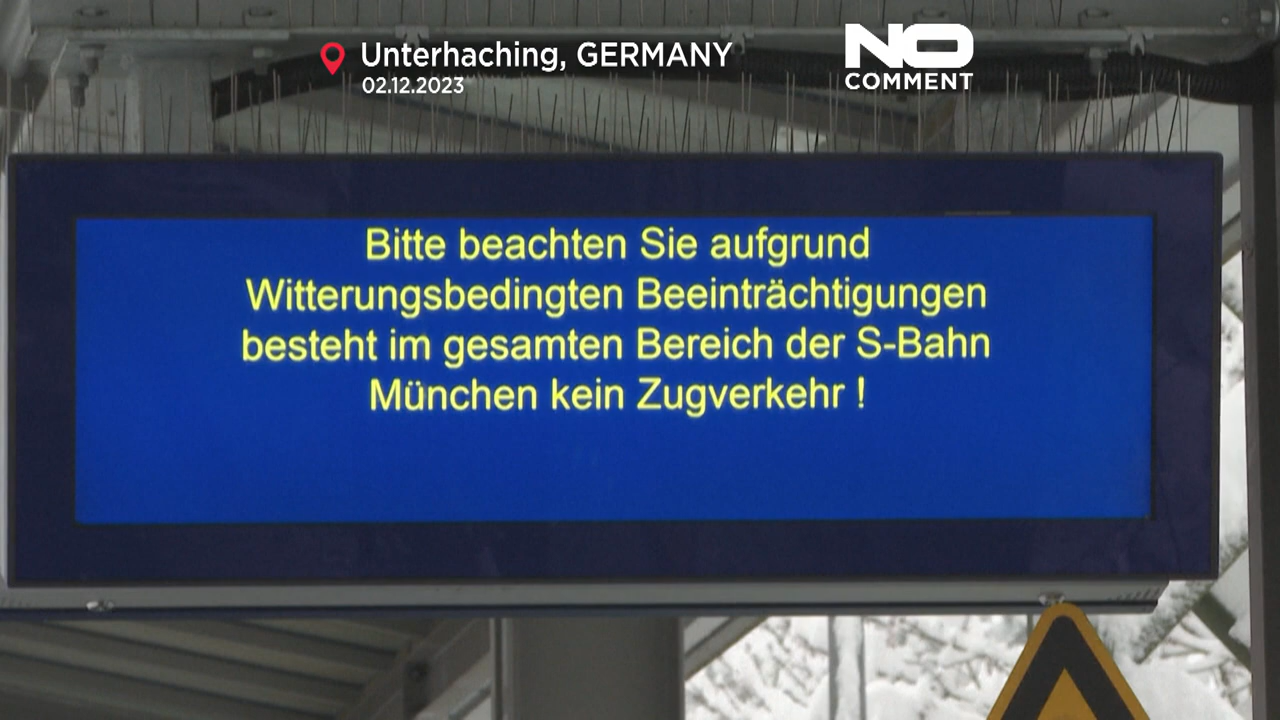 Unterhaching, GERMANY
02.12.2023
NO
COMMENT
Bitte beachten Sie aufgrund
Witterungsbedingten Beeinträchtigungen
besteht im gesamten Bereich der S-Bahn
München kein Zugverkehr !